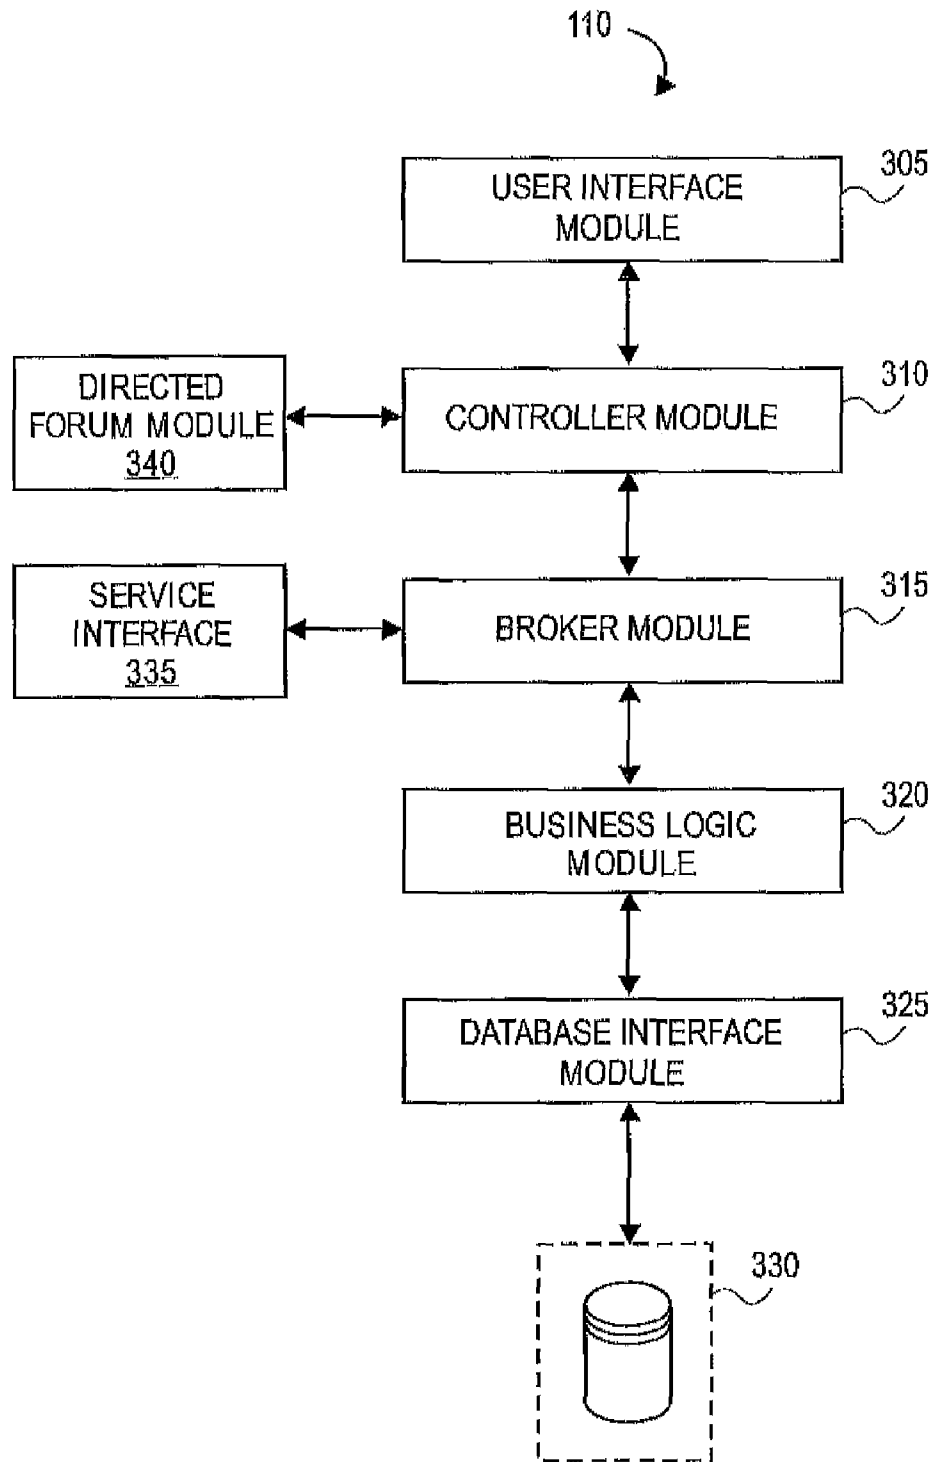 110
305
USER INTERFACE
MODULE
310
DIRECTED
FORUM MODULE
340
CONTROLLER MODULE
315
SERVICE
INTERFACE
335
BROKER MODULE
320
BUSINESS LOGIC
MODULE
325
DATABASE INTERFACE
MODULE
330